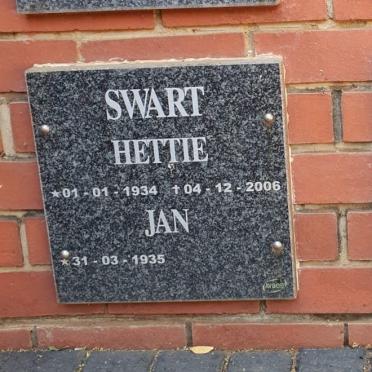 SWART
HETTIE
★01 - 01 - 1934 ✝04 - 12 - 2006
JAN
★31 - 03 - 1935